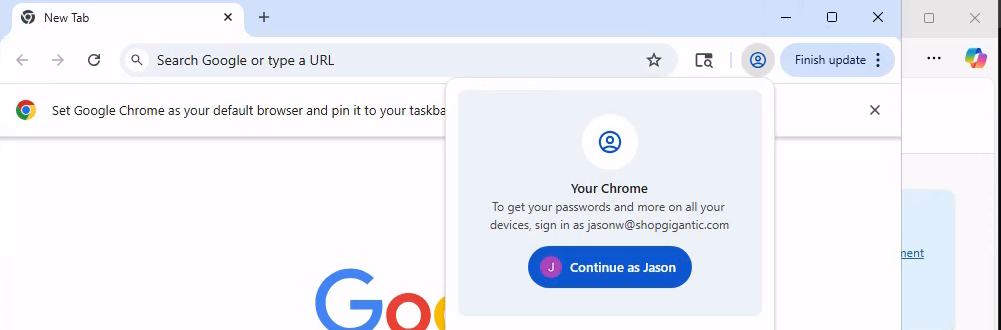 New Tab
Search Google or type a URL
Finish update
Set Google Chrome as your default browser and pin it to your taskba
Your Chrome
To get your passwords and more on all your
devices, sign in as jasonw@shopgigantic.com
J Continue as Jason
ment
Goo